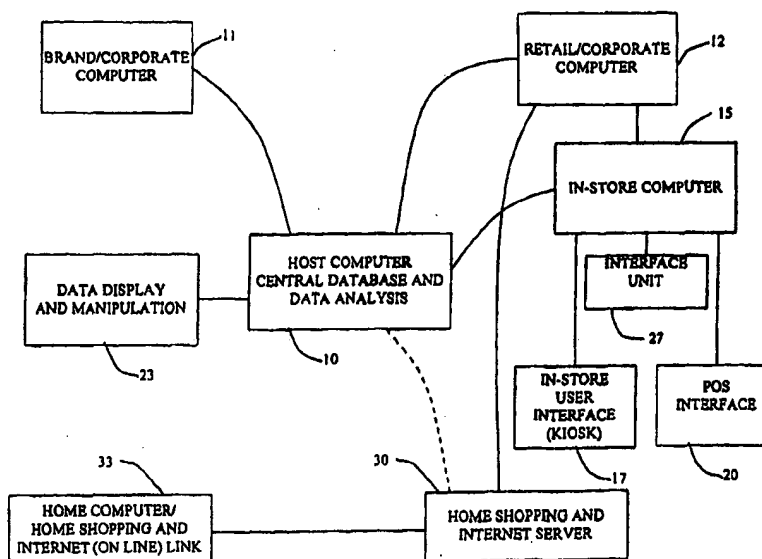 11
BRAND/CORPORATE
COMPUTER
RETAIL/CORPORATE
COMPUTER
12
15
IN-STORE COMPUTER
HOST COMPUTER
CENTRAL DATABASE AND
DATA ANALYSIS
10
INTERFACE
UNIT
27
DATA DISPLAY
AND MANIPULATION
23
IN-STORE
USER
INTERFACE
(KIOSK)
17
POS
INTERFACE
20
33
HOME COMPUTER/
HOME SHOPPING AND
INTERNET (ON LINE) LINK
30
HOME SHOPPING AND
INTERNET SERVER